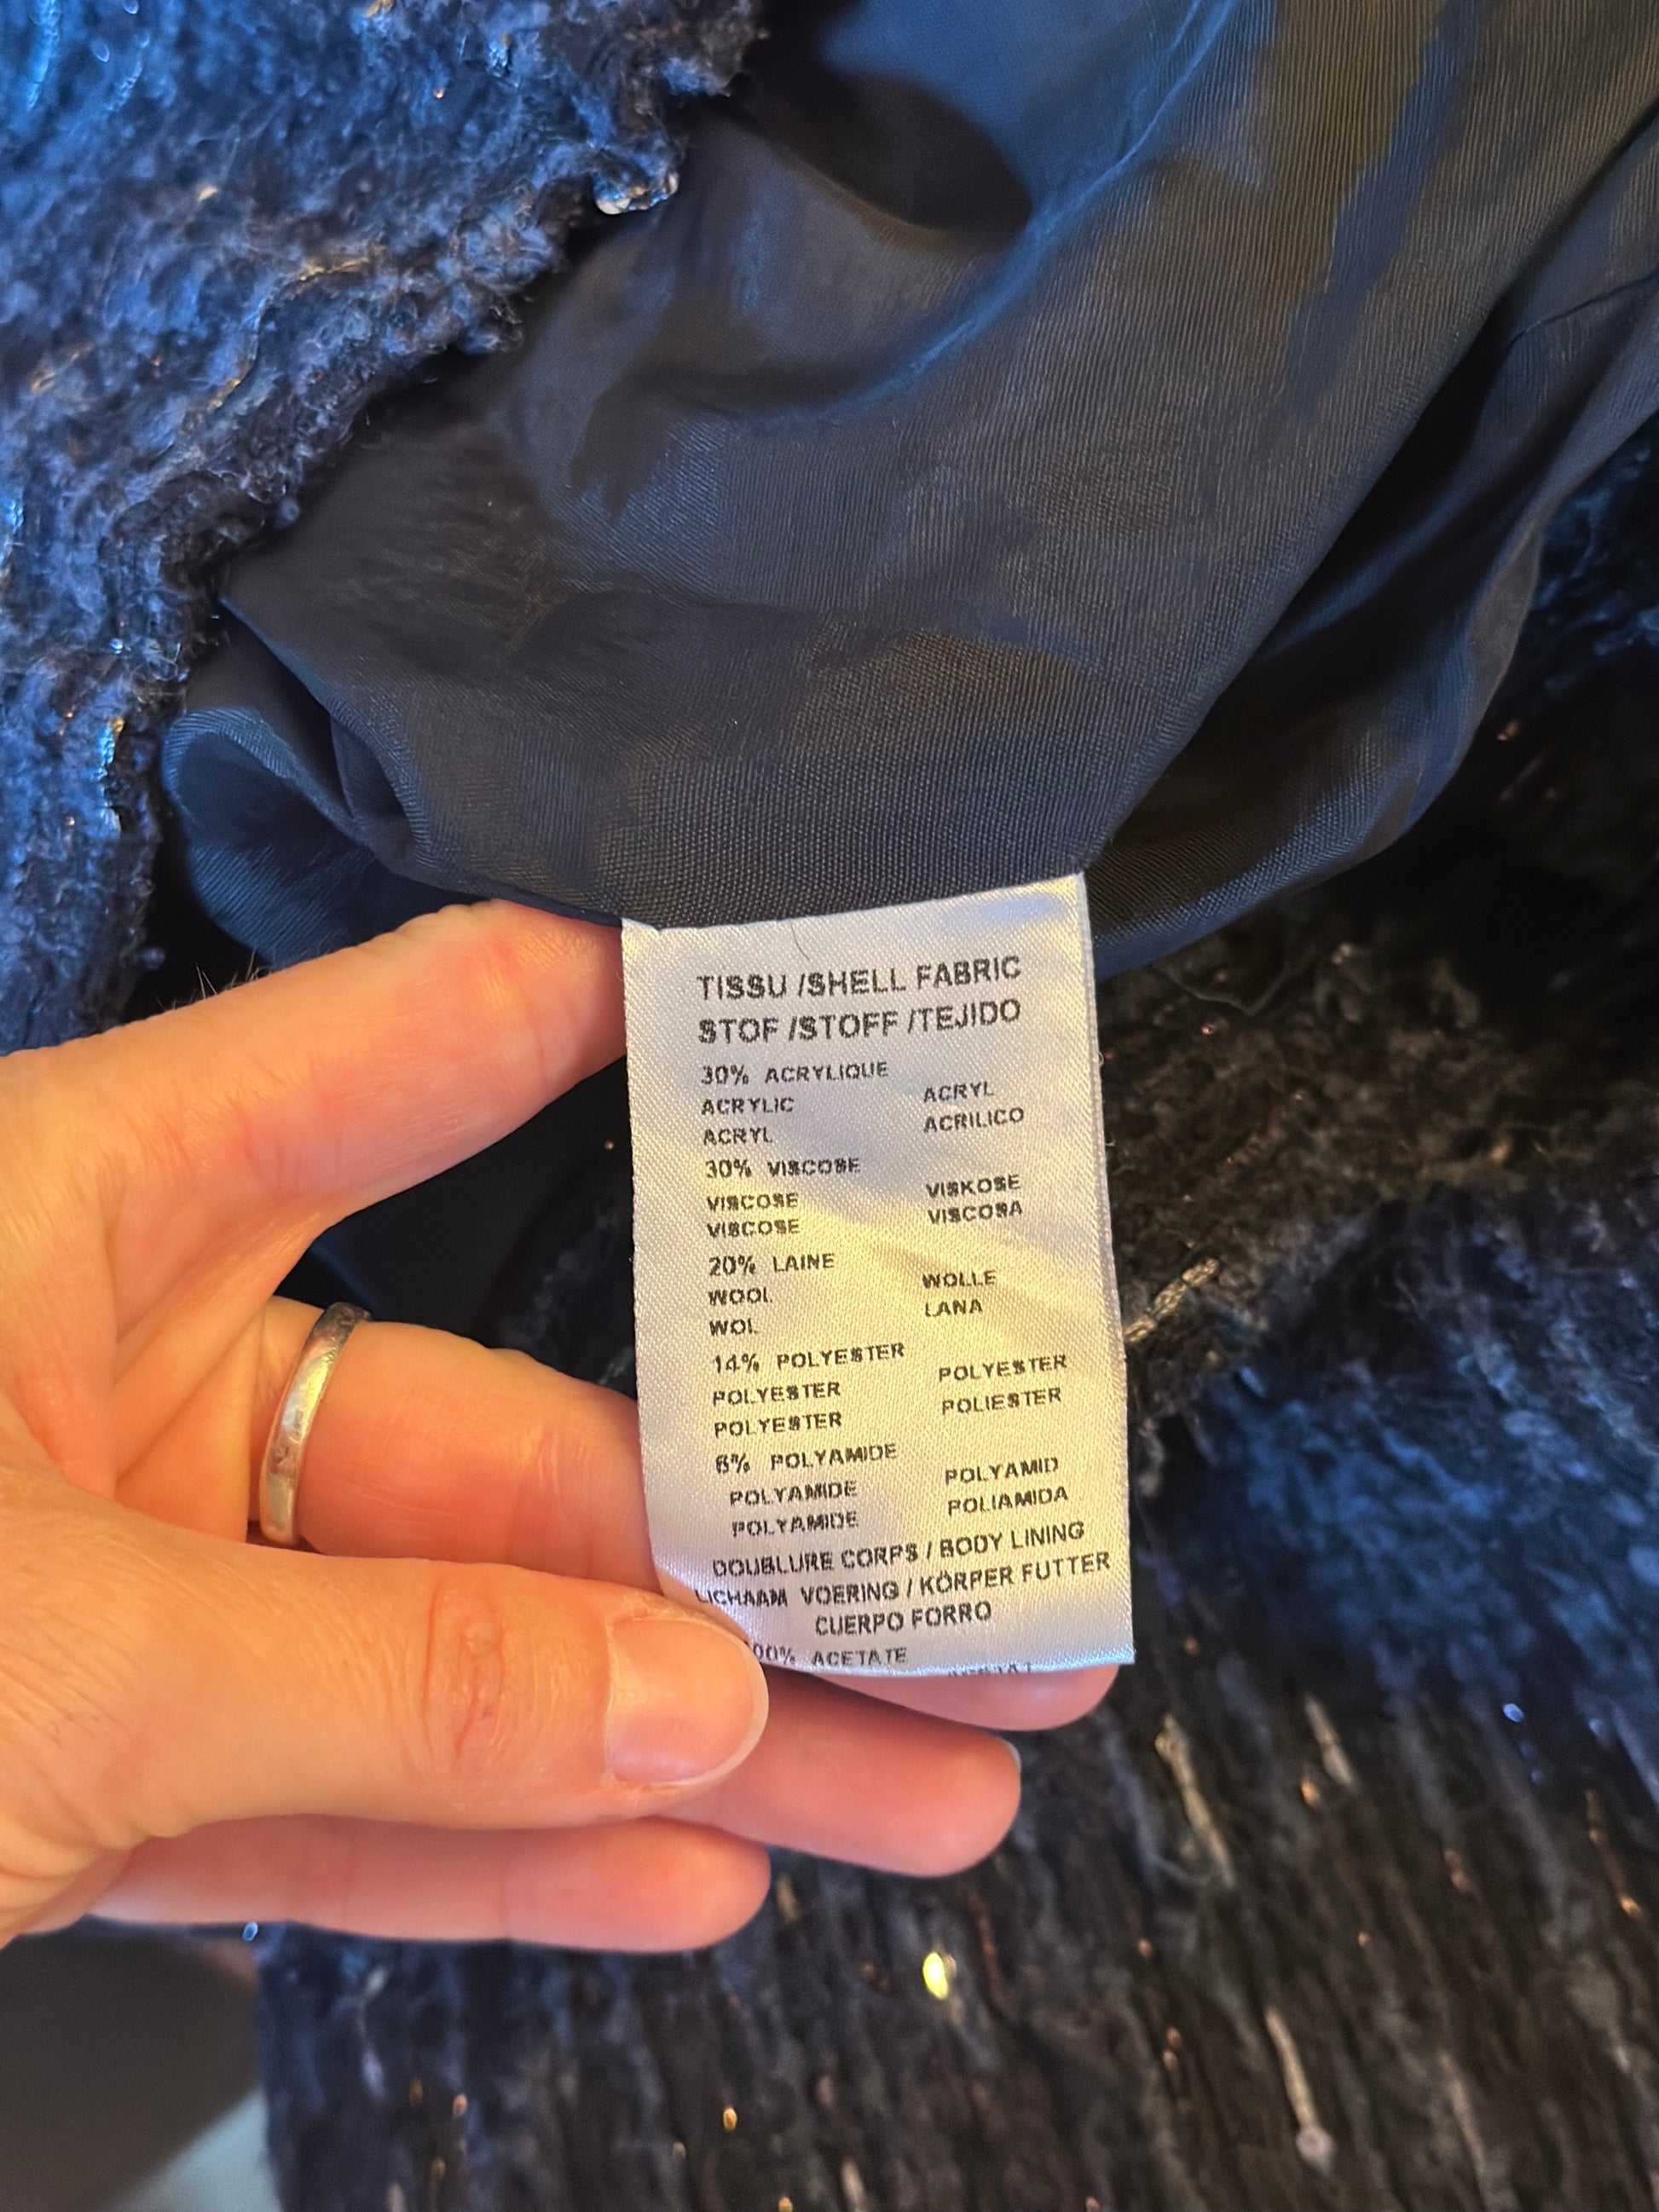 TISSU /SHELL FABRIC
STOF /STOFF /TEJIDO
30% ACRYLIQUE
ACRYLIC ACRYL
ACRYL ACRILICO
30% VISCOSE
VISCOSE VISKOSE
VISCOSE VISCOSA
20% LAINE
WOOL WOLLE
WOL LANA
14% POLYESTER
POLYESTER POLYESTER
POLYESTER POLIESTER
6% POLYAMIDE
POLYAMIDE POLYAMID
POLYAMIDE POLIAMIDA
DOUBLURE CORPS / BODY LINING
LICHAAM VOERING / KÖRPER FUTTER
CUERPO FORRO
100% ACETATE